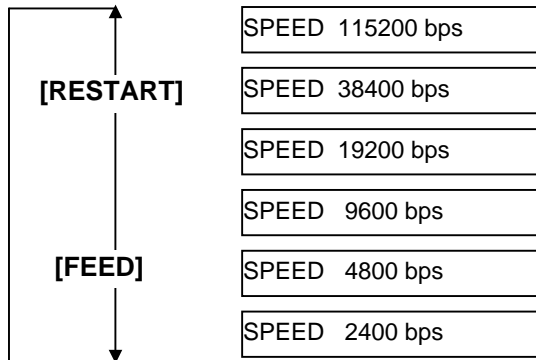 SPEED 115200 bps
[RESTART]
SPEED 38400 bps
SPEED 19200 bps
SPEED 9600 bps
[FEED]
SPEED 4800 bps
SPEED 2400 bps